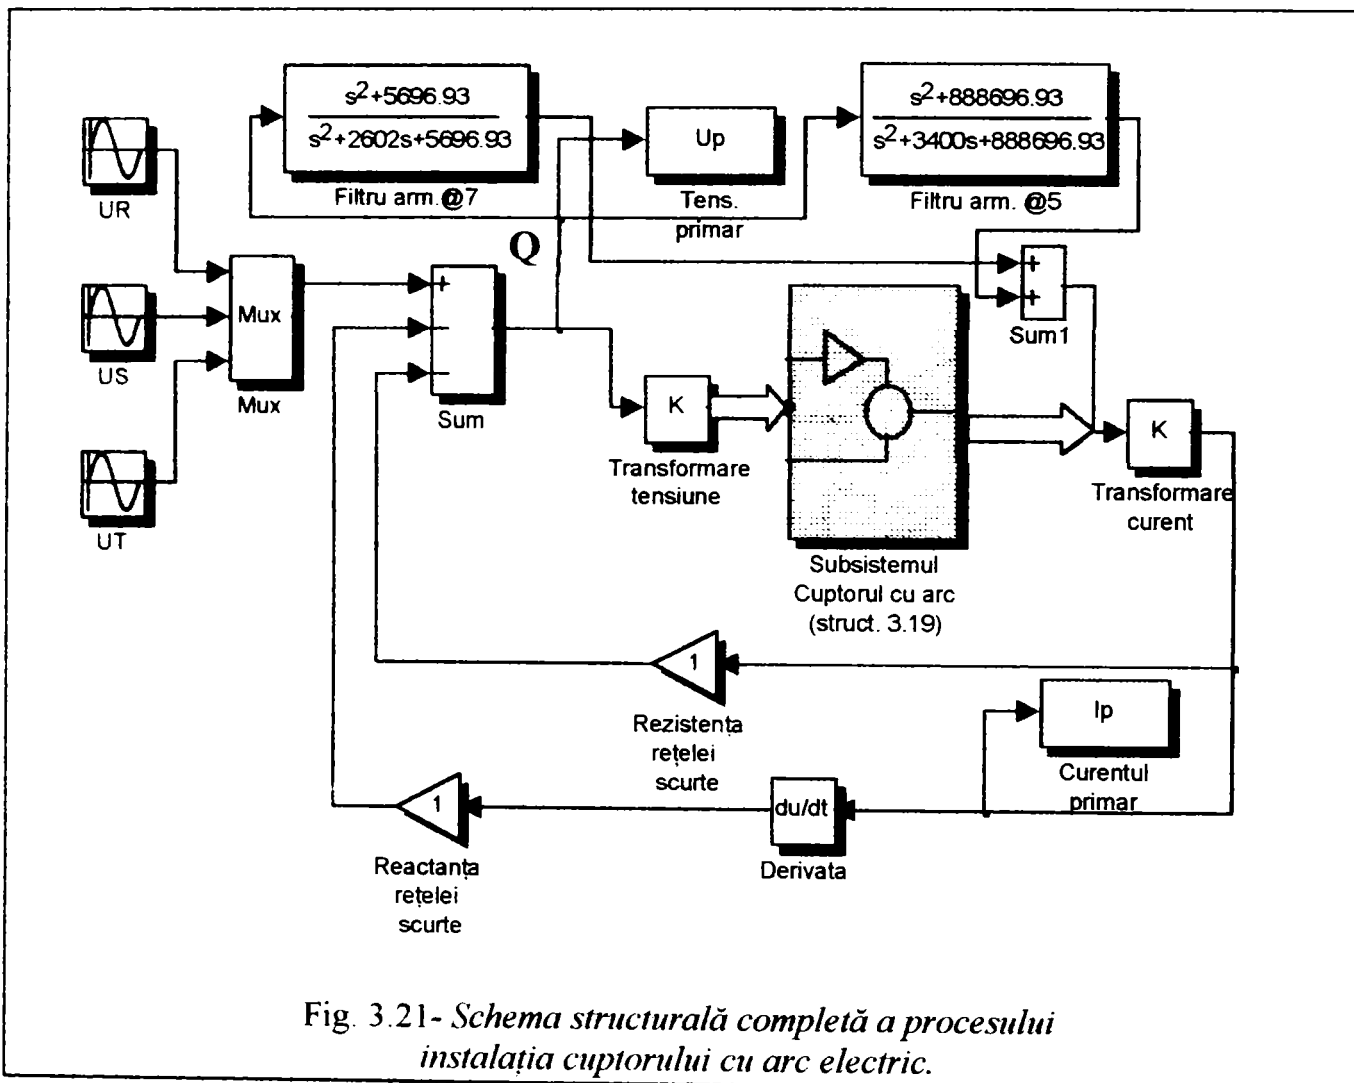 s²+5696.93
s²+2602s+5696.93
Filtru arm.@7
Up
Tens.
primar
s²+888696.93
s²+3400s+888696.93
Filtru arm. @5
UR
US
UT
Mux
Mux
Q
+
−
−
Sum
+
+
Sum1
K
Transformare
tensiune
Subsistemul
Cuptorul cu arc
(struct. 3.19)
K
Transformare
curent
1
Rezistența
rețelei
scurte
Ip
Curentul
primar
1
Reactanța
rețelei
scurte
du/dt
Derivata
Fig. 3.21- Schema structurală completă a procesului
instalația cuptorului cu arc electric.